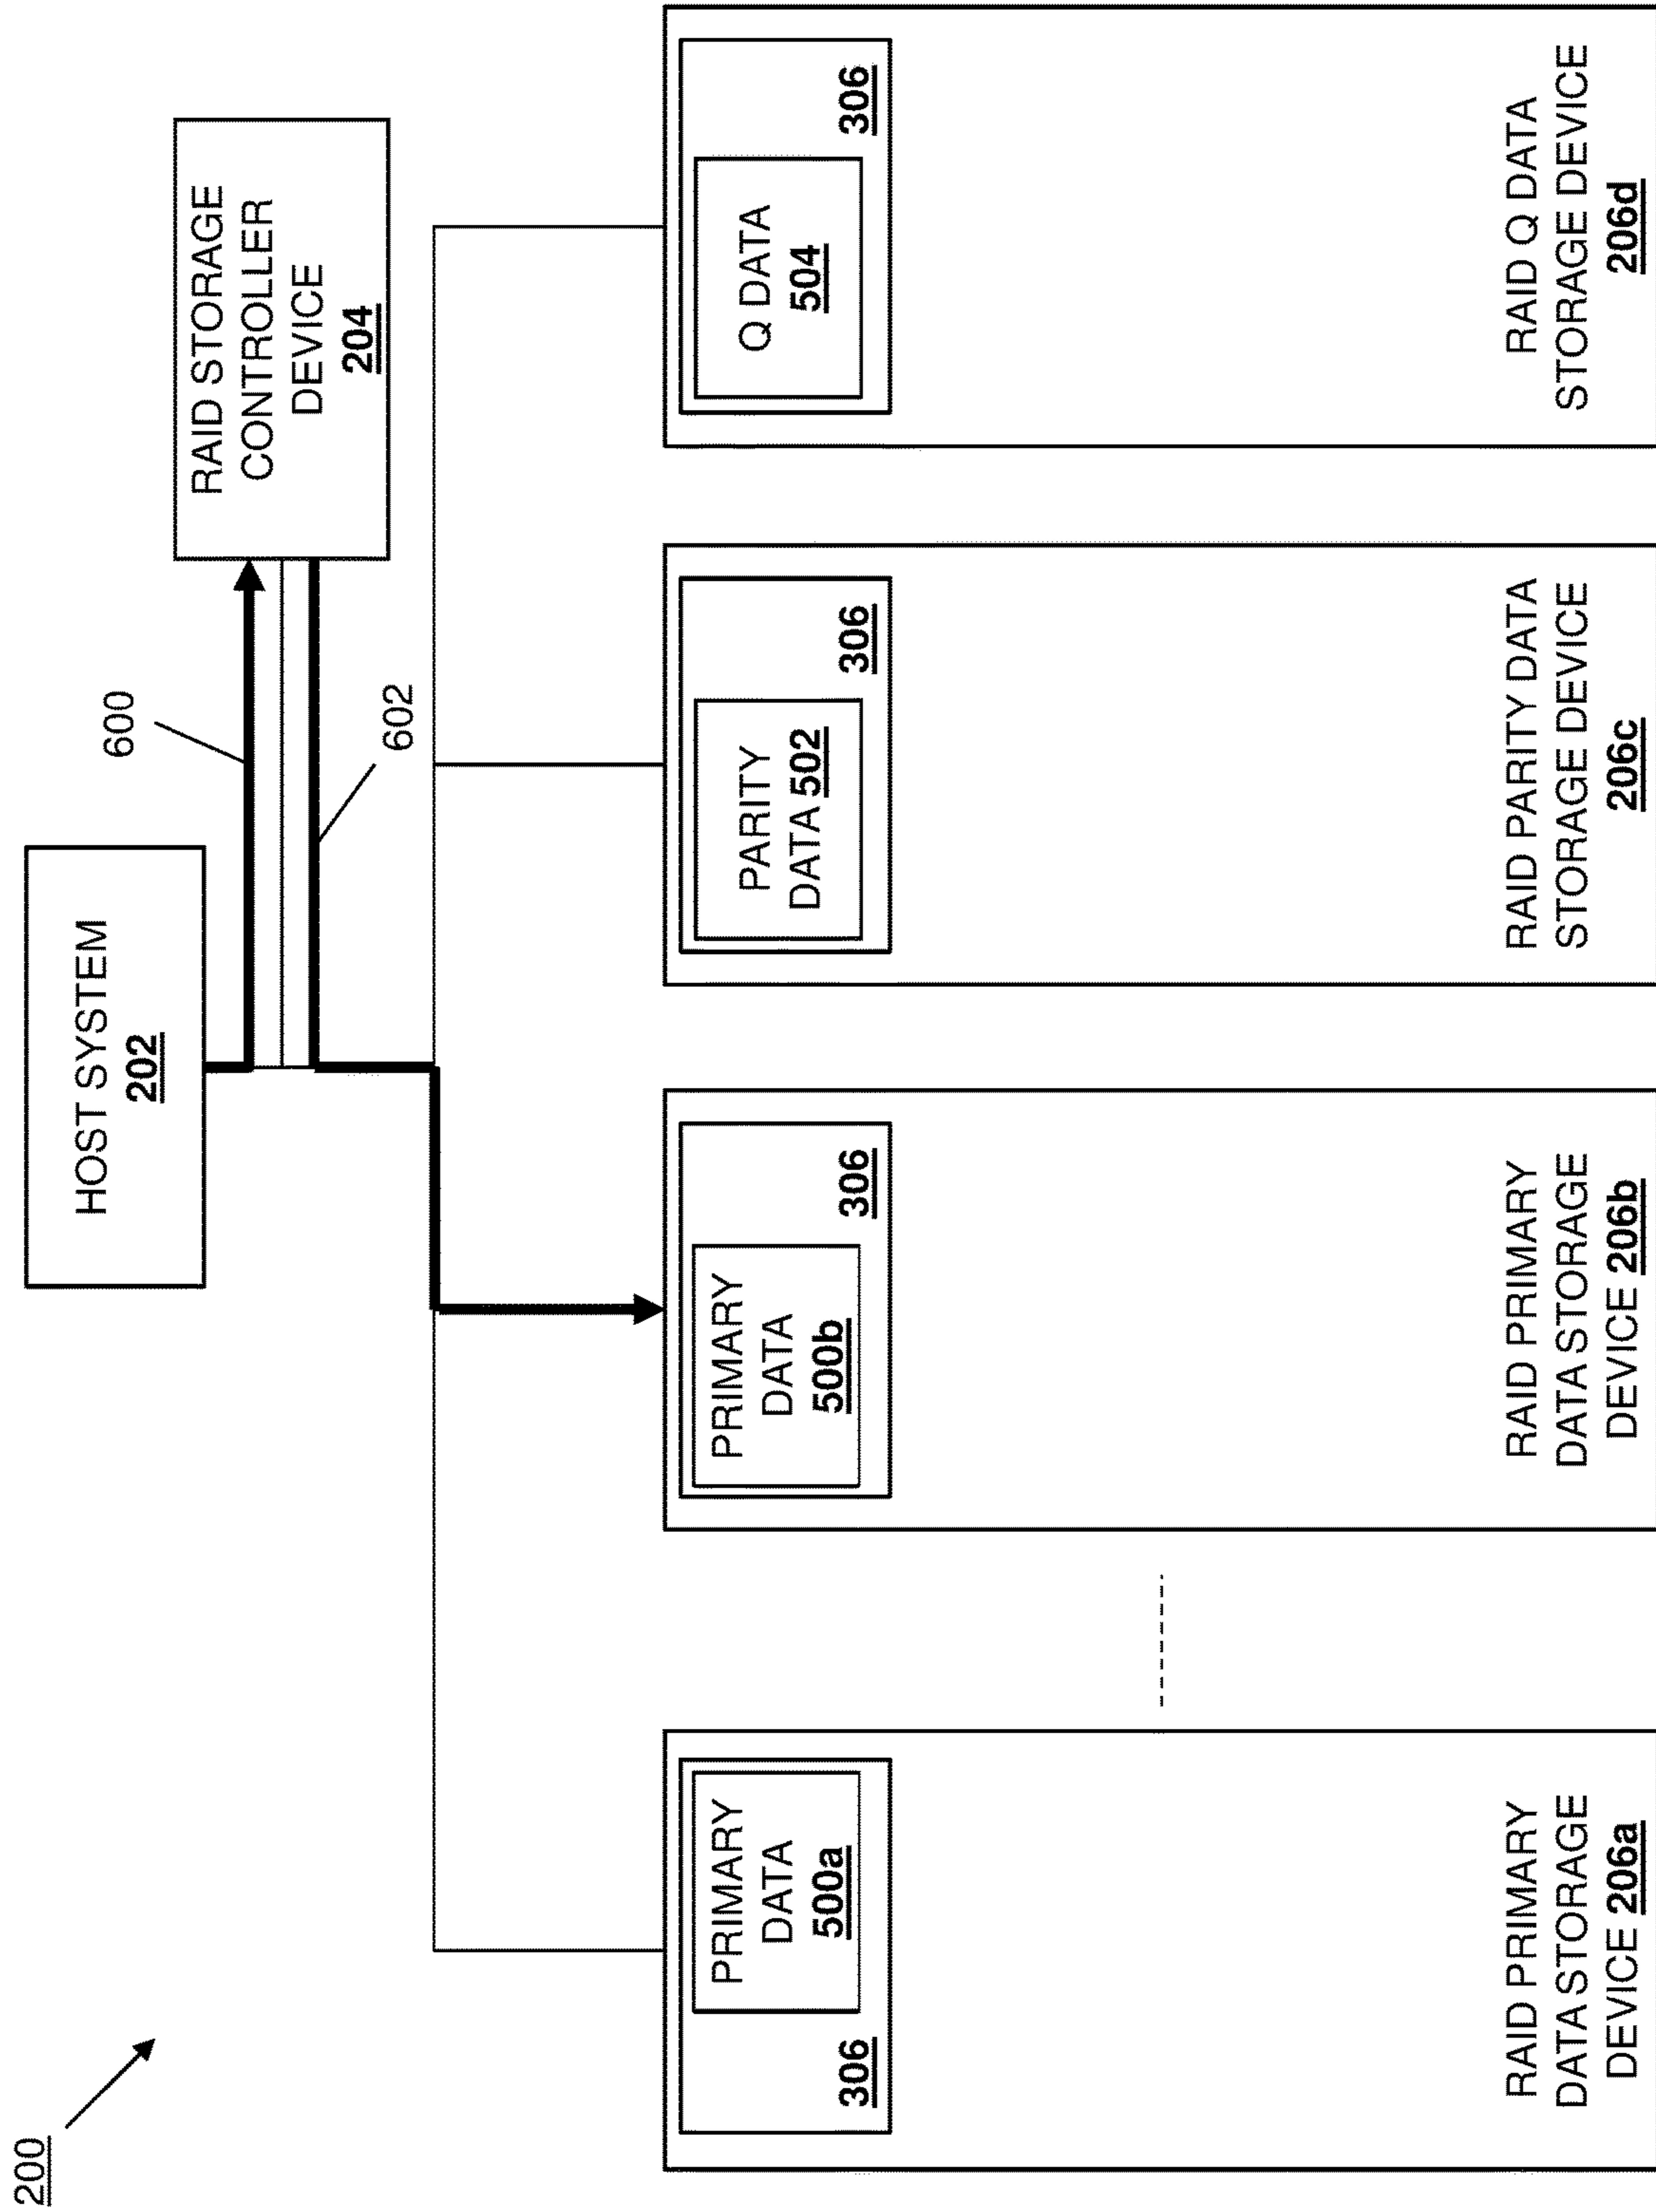 200
HOST SYSTEM
202
600
RAID STORAGE
CONTROLLER
DEVICE
204
602
PRIMARY
DATA
500a
306
RAID PRIMARY
DATA STORAGE
DEVICE 206a
PRIMARY
DATA
500b
306
RAID PRIMARY
DATA STORAGE
DEVICE 206b
PARITY
DATA 502
306
RAID PARITY DATA
STORAGE DEVICE
206c
Q DATA
504
306
RAID Q DATA
STORAGE DEVICE
206d